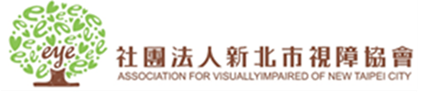 eye
社團法人新北市視障協會
ASSOCIATION FOR VISUALLYIMPAIRED OF NEW TAIPEI CITY